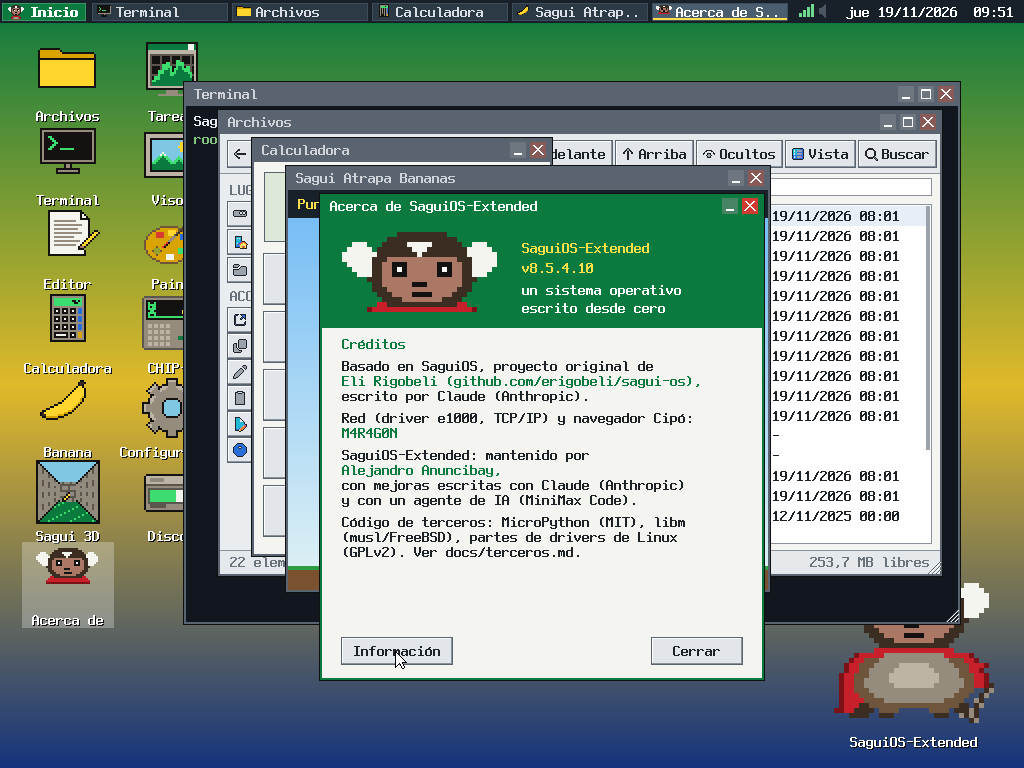 Inicio
Terminal
Archivos
Calculadora
Sagui Atrap..
Acerca de S..
jue 19/11/2026 09:51
Archivos
Terminal
Editor
Calculadora
Banana
Sagui 3D
Acerca de
Terminal
Sag
roo
Archivos
delante
Arriba
Ocultos
Vista
Buscar
19/11/2026 08:01
19/11/2026 08:01
19/11/2026 08:01
19/11/2026 08:01
19/11/2026 08:01
19/11/2026 08:01
19/11/2026 08:01
19/11/2026 08:01
19/11/2026 08:01
19/11/2026 08:01
19/11/2026 08:01
–
–
19/11/2026 08:01
19/11/2026 08:01
12/11/2025 00:00
253,7 MB libres
Calculadora
Sagui Atrapa Bananas
Acerca de SaguiOS-Extended
SaguiOS-Extended
v8.5.4.10
un sistema operativo
escrito desde cero
Créditos
Basado en SaguiOS, proyecto original de
Eli Rigobeli (github.com/erigobeli/sagui-os),
escrito por Claude (Anthropic).
Red (driver e1000, TCP/IP) y navegador Cipó:
M4R4G0N
SaguiOS-Extended: mantenido por
Alejandro Anuncibay,
con mejoras escritas con Claude (Anthropic)
y con un agente de IA (MiniMax Code).
Código de terceros: MicroPython (MIT), libm
(musl/FreeBSD), partes de drivers de Linux
(GPLv2). Ver docs/terceros.md.
Información
Cerrar
SaguiOS-Extended